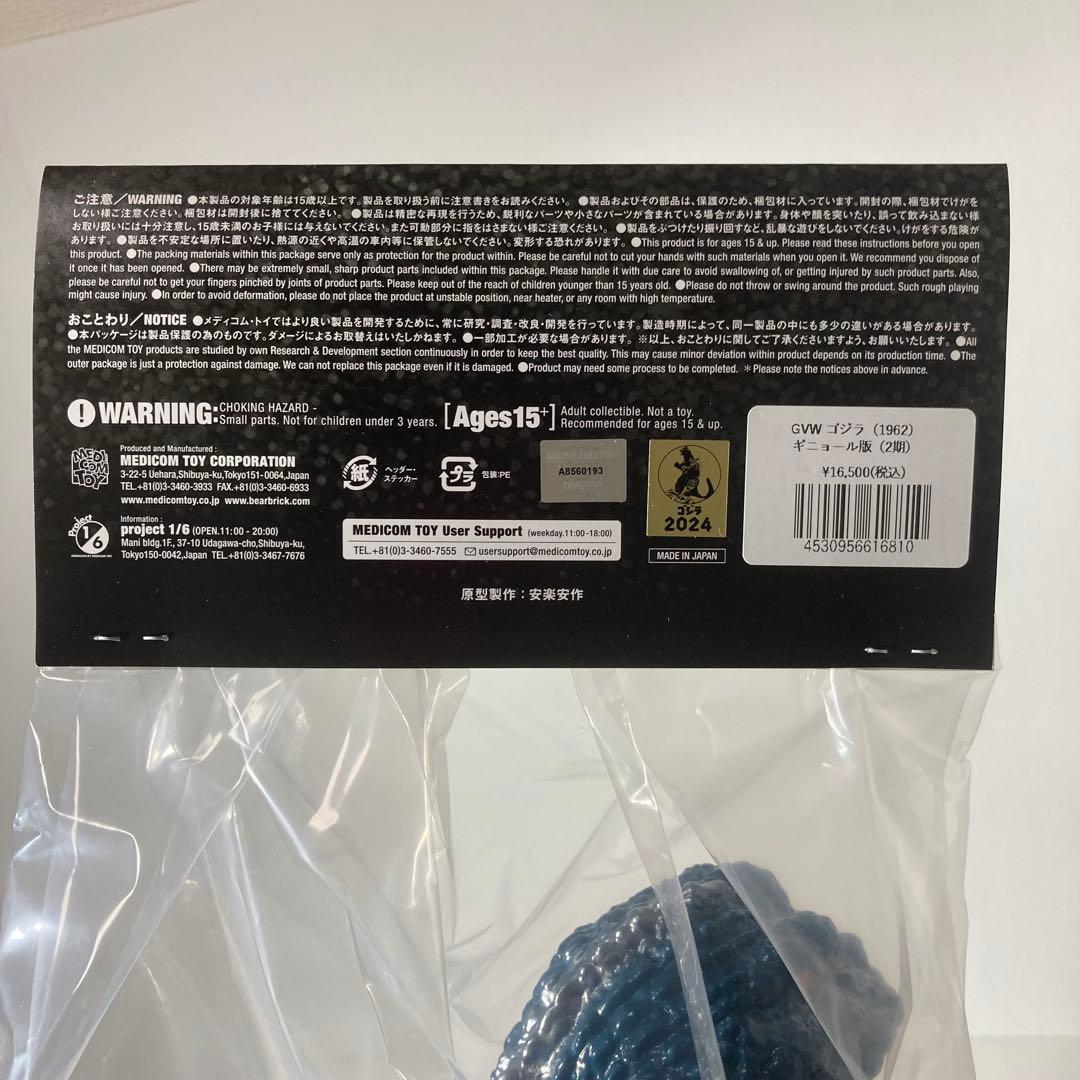 ご注意／WARNING ●本製品の対象年齢は15歳以上です。製品を取り扱う前に注意書きをお読みください。 ●製品およびその部品は、保護のため、梱包材に入っています。開封の際、梱包材でけがを
しない様ご注意ください。梱包材は開封後に捨ててください。 ●製品は精密な再現を行うため、鋭利なパーツや小さなパーツが含まれている場合があります。身体や顔を突いたり、誤って飲み込まない様
お取り扱いには十分注意し、15歳未満のお子様には与えないでください。また可動部分に指をはさまない様ご注意ください。 ●製品をぶつけたり振り回すなど、乱暴な遊びをしないでください。けがをする危険が
あります。 ●製品を不安定な場所に置いたり、熱源の近くや高温の車内等に保管しないでください。変形する恐れがあります。 ●This product is for ages 15 & up. Please read these instructions before you open
this product. ●The packing materials within this package serve only as protection for the product within. Please be careful not to cut your hands with such materials when you open it. We recommend you dispose of
it once it has been opened. ●There may be extremely small, sharp product parts included within this package. Please handle it with due care to avoid swallowing of, or getting injured by such product parts. Also,
please be careful not to get your fingers pinched by joints of product parts. Please keep out of the reach of children younger than 15 years old. ●Please do not throw or swing around the product. Such rough playing
might cause injury. ●In order to avoid deformation, please do not place the product at unstable position, near heater, or any room with high temperature.
おことわり／NOTICE ●メディコム・トイではより良い製品を開発するために、常に研究・調査・改良・開発を行っています。製造時期によって、同一製品の中にも多少の違いがある場合があります。
●本パッケージは製品保護の為のものです。ダメージによるお取替えはいたしかねます。 ●一部加工が必要な場合があります。 ※以上、おことわりに関してご了承くださいますよう、お願いいたします。 ●All
the MEDICOM TOY products are studied by own Research & Development section continuously in order to keep the best quality. This may cause minor deviation within product depends on its production time. ●The
outer package is just a protection against damage. We can not replace this package even if it is damaged. ●Product may need some process to be completed. ＊Please note the notices above in advance.
WARNING: CHOKING HAZARD -
Small parts. Not for children under 3 years.
[Ages15+] Adult collectible. Not a toy.
Recommended for ages 15 & up.
MEDICOM TOY
Produced and Manufactured :
MEDICOM TOY CORPORATION
3-22-5 Uehara,Shibuya-ku,Tokyo151-0064,Japan
TEL.+81(0)3-3460-3933 FAX.+81(0)3-3460-6933
www.medicomtoy.co.jp www.bearbrick.com
紙 ヘッダー・
ステッカー
プラ 包装:PE
A8560193
ゴジラ
2024
MADE IN JAPAN
GVW ゴジラ（1962）
ギニョール版（2期）
¥16,500(税込)
4530956616810
Project 1/6
PRODUCED BY MEDICOM TOY
Information :
project 1/6 (OPEN.11:00 - 20:00)
Mani bldg.1F., 37-10 Udagawa-cho,Shibuya-ku,
Tokyo150-0042,Japan TEL.+81(0)3-3467-7676
MEDICOM TOY User Support (weekday.11:00-18:00)
TEL.+81(0)3-3460-7555 usersupport@medicomtoy.co.jp
原型製作：安楽安作